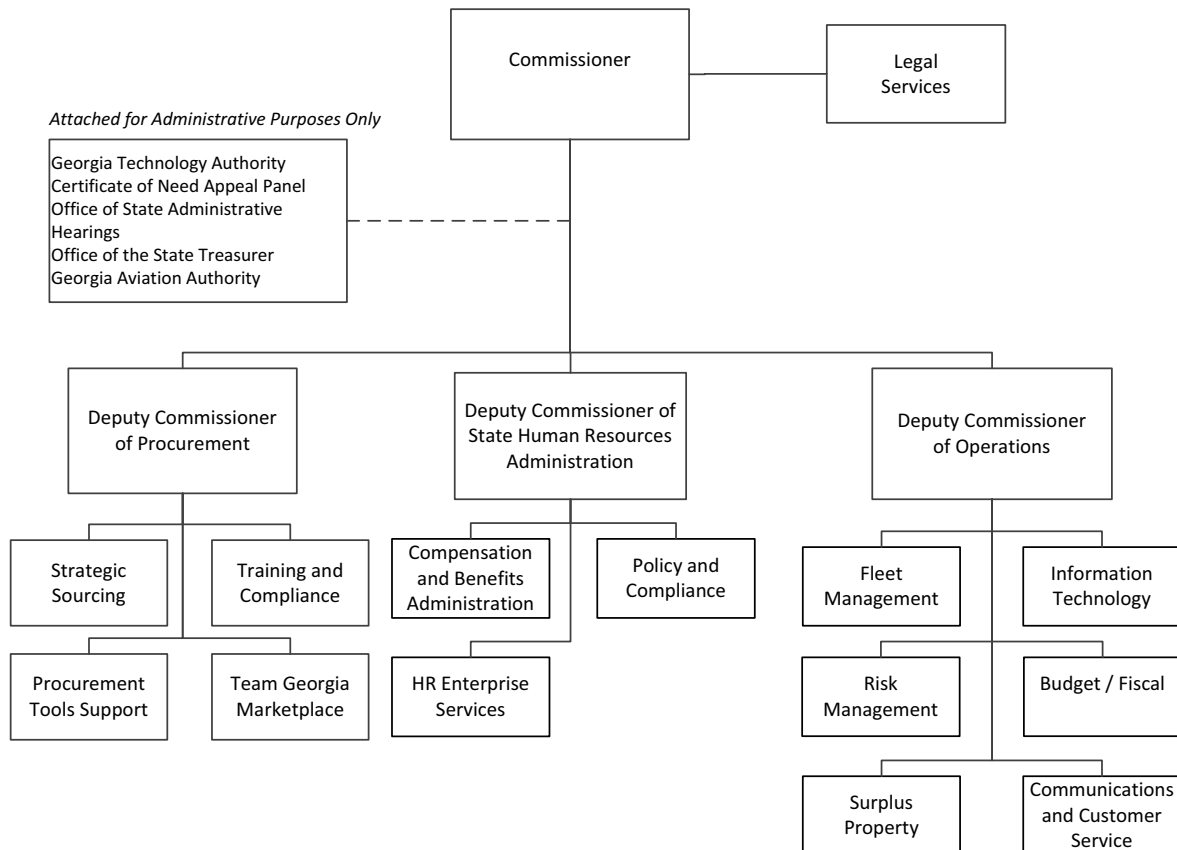 Commissioner
Legal
Services
Attached for Administrative Purposes Only
Georgia Technology Authority
Certificate of Need Appeal Panel
Office of State Administrative
Hearings
Office of the State Treasurer
Georgia Aviation Authority
Deputy Commissioner
of Procurement
Deputy Commissioner of
State Human Resources
Administration
Deputy Commissioner
of Operations
Strategic
Sourcing
Training and
Compliance
Compensation
and Benefits
Administration
Policy and
Compliance
Fleet
Management
Information
Technology
Procurement
Tools Support
Team Georgia
Marketplace
HR Enterprise
Services
Risk
Management
Budget / Fiscal
Surplus
Property
Communications
and Customer
Service